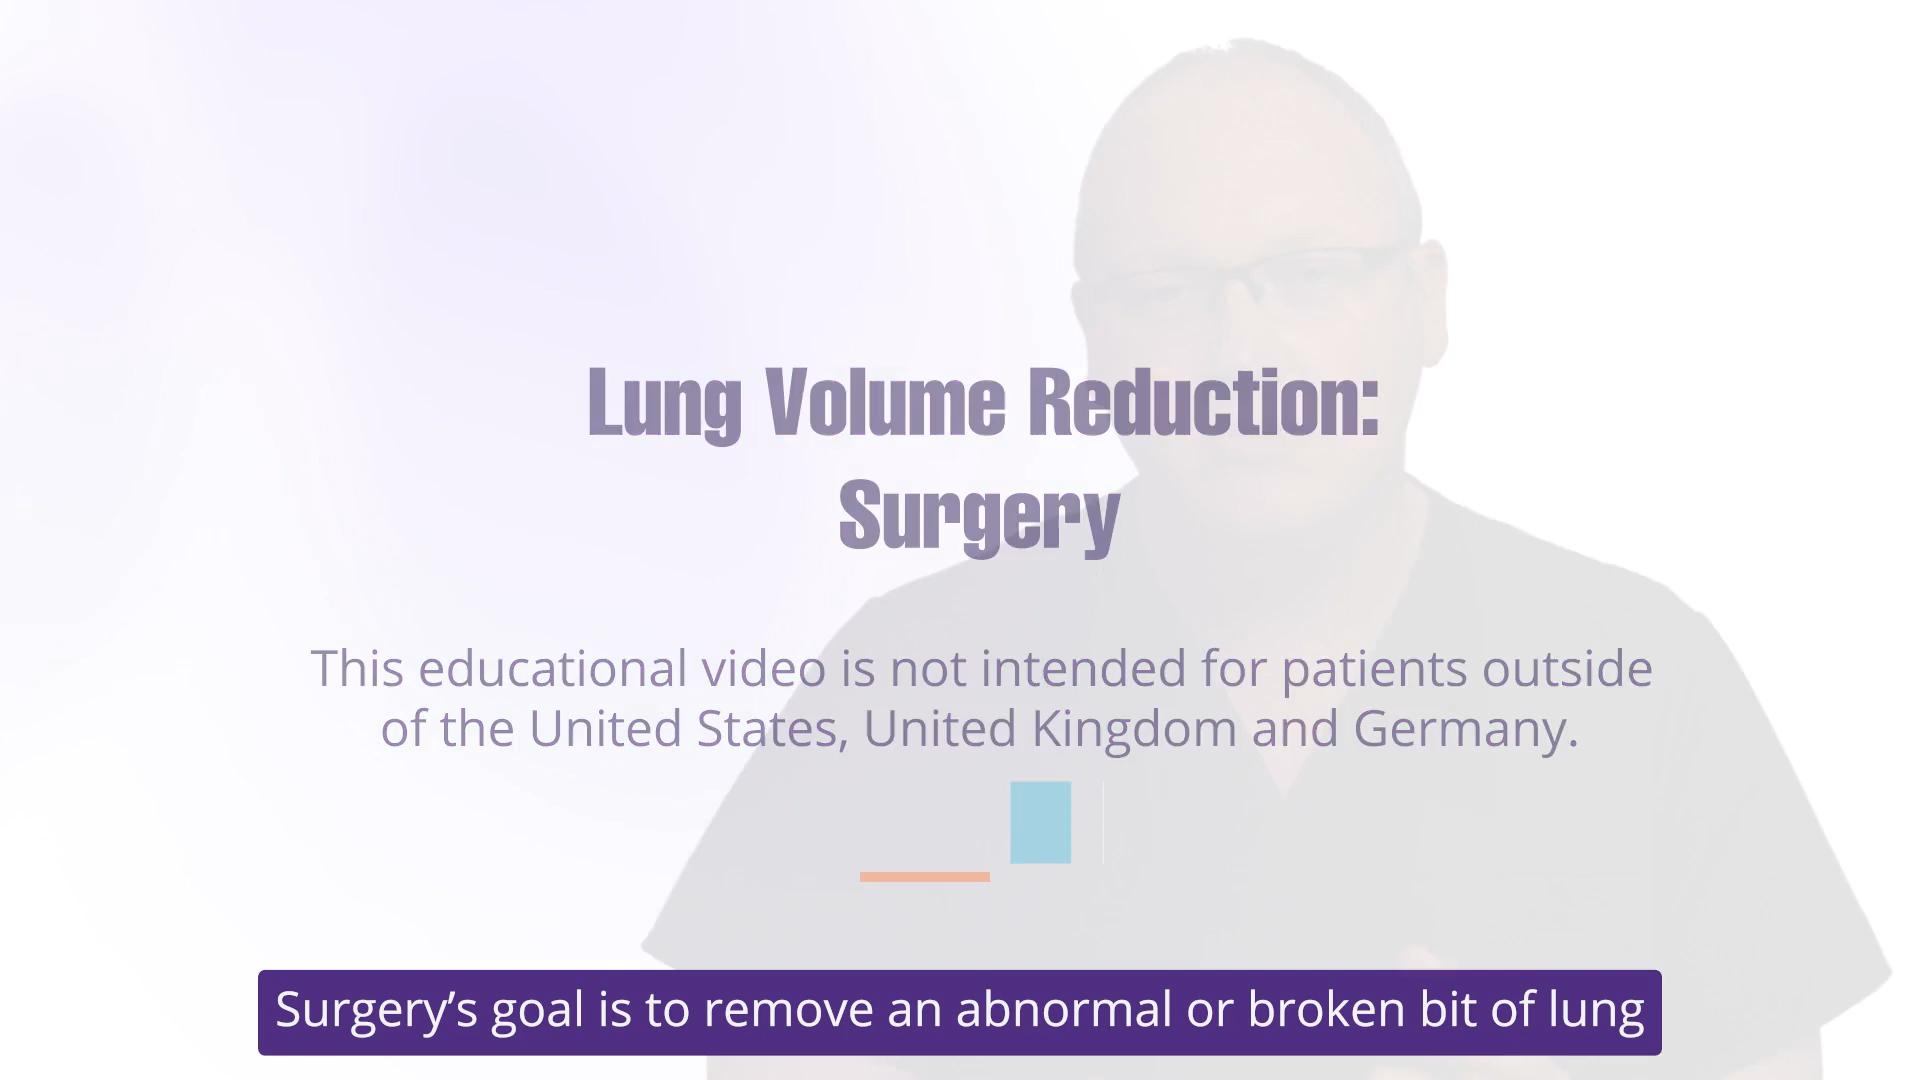 Lung Volume Reduction:
Surgery
This educational video is not intended for patients outside
of the United States, United Kingdom and Germany.
Surgery’s goal is to remove an abnormal or broken bit of lung